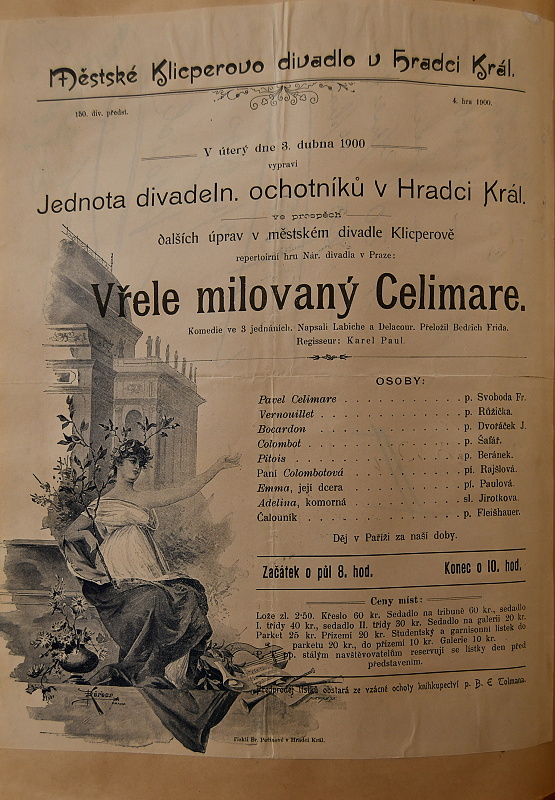 Městské Klicperovo divadlo v Hradci Král.
150. div. předst.
4. hra 1900.
V úterý dne 3. dubna 1900
vypraví
Jednota divadeln. ochotníků v Hradci Král.
ve prospěch
dalších úprav v městském divadle Klicperově
repertoirní hru Nár. divadla v Praze:
Vřele milovaný Celimare.
Komedie ve 3 jednáních. Napsali Labiche a Delacour. Přeložil Bedřich Frida.
Regisseur: Karel Paul.
OSOBY:
Pavel Celimare . . . . . . . . . . . . p. Svoboda Fr.
Vernouillet . . . . . . . . . . . . p. Růžička.
Bocardon . . . . . . . . . . . . p. Dvořáček J.
Colombot . . . . . . . . . . . . p. Šafář.
Pitois . . . . . . . . . . . . p. Beránek.
Paní Colombotová . . . . . . . . . . pí. Rajšlová.
Emma, její dcera . . . . . . . . . . pí. Paulová.
Adelina, komorná . . . . . . . . . . sl. Jirotkova.
Čalouník . . . . . . . . . . . . p. Fleišhauer.
Děj v Paříži za naší doby.
Začátek o půl 8. hod. Konec o 10. hod.
Ceny míst:
Lože zl. 2·50. Křeslo 60 kr. Sedadlo na tribuně 60 kr., sedadlo
I. třídy 40 kr., sedadlo II. třídy 30 kr. Sedadlo na galerii 20 kr.
Parket 25 kr. Přízemí 20 kr. Studentský a garnisonní lístek do
parketu 20 kr., do přízemí 10 kr. Galerie 10 kr.
P. T. pp. stálým navštěvovatelům reservují se lístky den před
představením.
Předprodej lístků obstará ze vzácné ocholy knihkupectví p. B. E. Tolmana.
Tiskli Br. Peřinové v Hradci Král.